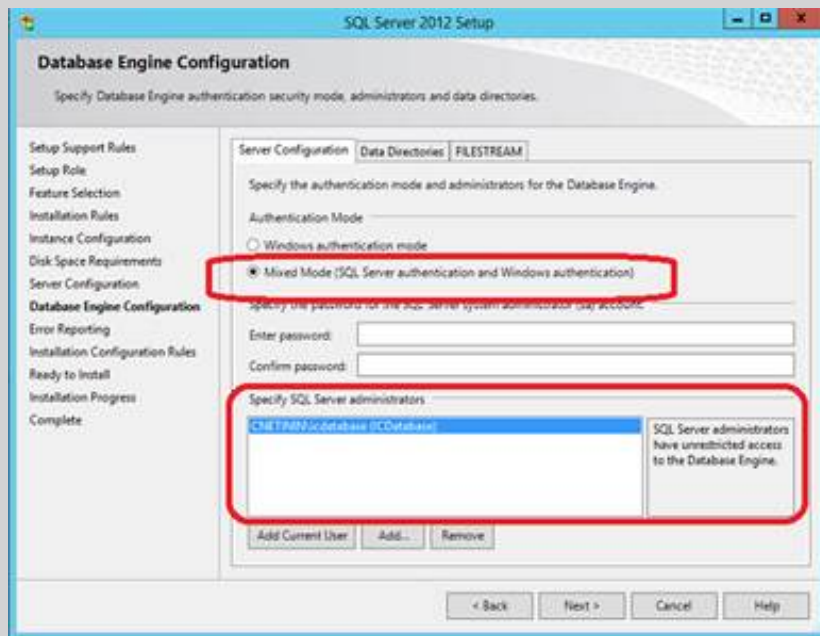 SQL Server 2012 Setup
Database Engine Configuration
Specify Database Engine authentication security mode, administrators and data directories.
Setup Support Rules
Setup Role
Feature Selection
Installation Rules
Instance Configuration
Disk Space Requirements
Server Configuration
Database Engine Configuration
Error Reporting
Installation Configuration Rules
Ready to Install
Installation Progress
Complete
Server Configuration Data Directories FILESTREAM
Specify the authentication mode and administrators for the Database Engine.
Authentication Mode
Windows authentication mode
Mixed Mode (SQL Server authentication and Windows authentication)
Specify the password for the SQL Server system administrator (sa) account.
Enter password:
Confirm password:
Specify SQL Server administrators
(ICDatabase)
SQL Server administrators
have unrestricted access
to the Database Engine.
Add Current User Add... Remove
< Back Next > Cancel Help